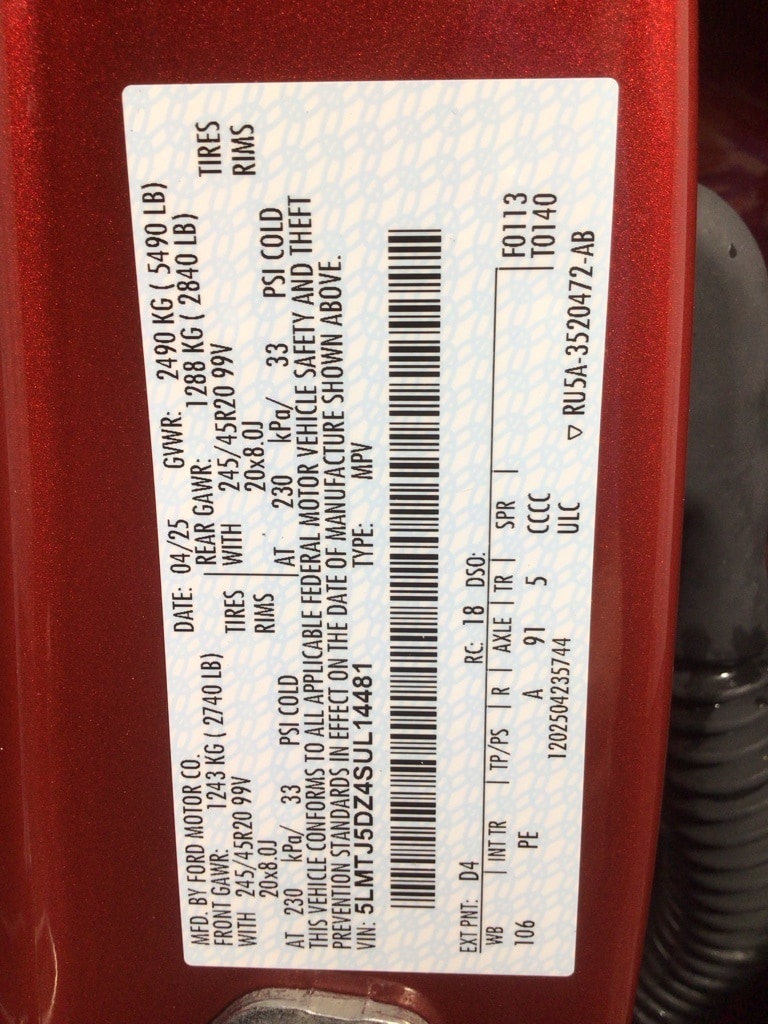 MFD. BY FORD MOTOR CO. DATE: 04/25 GVWR: 2490 KG ( 5490 LB)
FRONT GAWR: 1243 KG ( 2740 LB) REAR GAWR: 1288 KG ( 2840 LB)
WITH 245/45R20 99V TIRES WITH 245/45R20 99V TIRES
20x8.0J RIMS 20x8.0J RIMS
AT 230 kPa/ 33 PSI COLD AT 230 kPa/ 33 PSI COLD
THIS VEHICLE CONFORMS TO ALL APPLICABLE FEDERAL MOTOR VEHICLE SAFETY AND THEFT
PREVENTION STANDARDS IN EFFECT ON THE DATE OF MANUFACTURE SHOWN ABOVE.
VIN: 5LMTJ5DZ4SUL14481 TYPE: MPV
EXT PNT: D4 RC: 18 DSO:
WB INT TR TP/PS R AXLE TR SPR F0113
106 PE A 91 5 CCCC T0140
1202504235744 ULC ▽ RU5A-3520472-AB